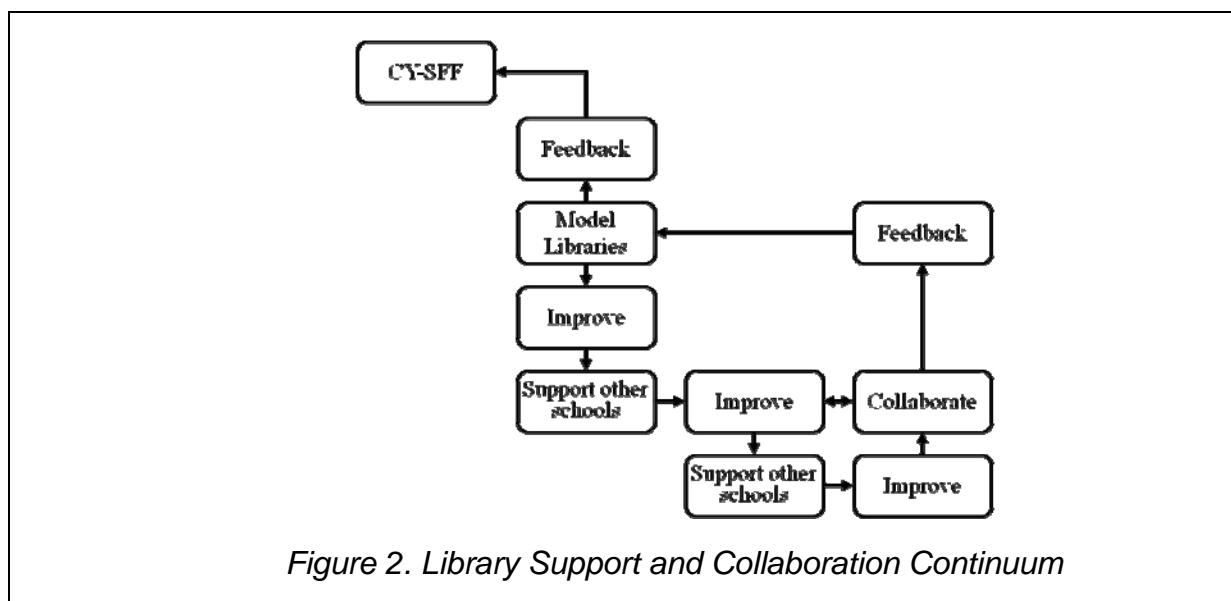 CY-SFF
Feedback
Model
Libraries
Feedback
Improve
Support other
schools
Improve
Collaborate
Support other
schools
Improve
Figure 2. Library Support and Collaboration Continuum